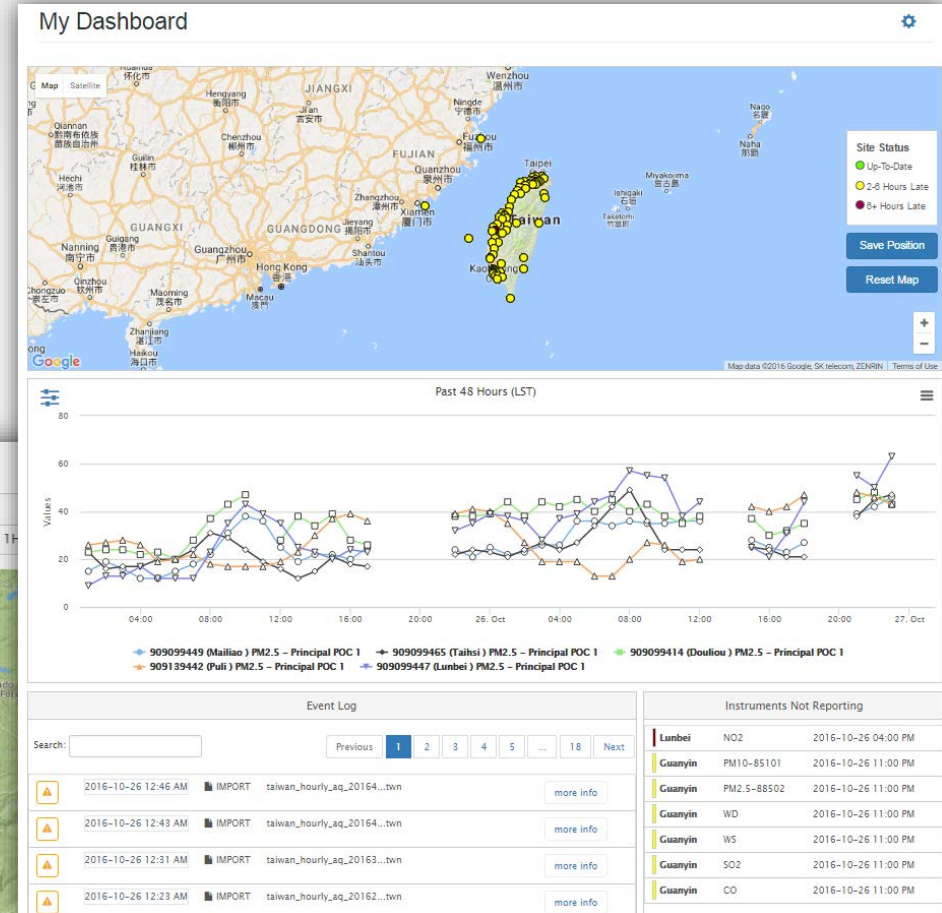 My Dashboard
Map Satellite
怀化市
Hengyang
衡阳市
JIANGXI
Ji'an
吉安市
Wenzhou
温州市
Ningde
宁德市
Qiannan
黔南布依族
苗族自治州
Chenzhou
郴州市
Guilin
桂林市
Hechi
河池市
FUJIAN
福州市
Quanzhou
泉州市
Taipei
Nago
名護
Naha
那覇
Miyakojima
宮古島
Ishigaki
石垣
Taketomi
竹富町
Zhangzhou
漳州市
Xiamen
厦门市
Taiwan
GUANGXI
GUANGDONG
Jieyang
揭阳市
Shantou
汕头市
Guigang
贵港市
Nanning
南宁市
Guangzhou
广州市
Hong Kong
香港
Macau
澳門
Qinzhou
钦州市
Chongzuo
崇左市
Maoming
茂名市
Zhanjiang
湛江市
Haikou
海口市
Google
Site Status
Up-To-Date
2-6 Hours Late
6+ Hours Late
Save Position
Reset Map
+
−
Map data ©2016 Google, SK telecom, ZENRIN Terms of Use
Past 48 Hours (LST)
Values
80
60
40
20
0
04:00 08:00 12:00 16:00 20:00 26. Oct 04:00 08:00 12:00 16:00 20:00 27. Oct
909099449 (Mailiao ) PM2.5 – Principal POC 1 909099465 (Taihsi ) PM2.5 – Principal POC 1 909099414 (Douliou ) PM2.5 – Principal POC 1
909139442 (Puli ) PM2.5 – Principal POC 1 909099447 (Lunbei ) PM2.5 – Principal POC 1
Event Log
Search:
Previous 1 2 3 4 5 ... 18 Next
2016-10-26 12:46 AM IMPORT taiwan_hourly_aq_20164...twn more info
2016-10-26 12:43 AM IMPORT taiwan_hourly_aq_20164...twn more info
2016-10-26 12:31 AM IMPORT taiwan_hourly_aq_20163...twn more info
2016-10-26 12:23 AM IMPORT taiwan_hourly_aq_20162...twn more info
Instruments Not Reporting
Lunbei NO2 2016-10-26 04:00 PM
Guanyin PM10-85101 2016-10-26 11:00 PM
Guanyin PM2.5-88502 2016-10-26 11:00 PM
Guanyin WD 2016-10-26 11:00 PM
Guanyin WS 2016-10-26 11:00 PM
Guanyin SO2 2016-10-26 11:00 PM
Guanyin CO 2016-10-26 11:00 PM